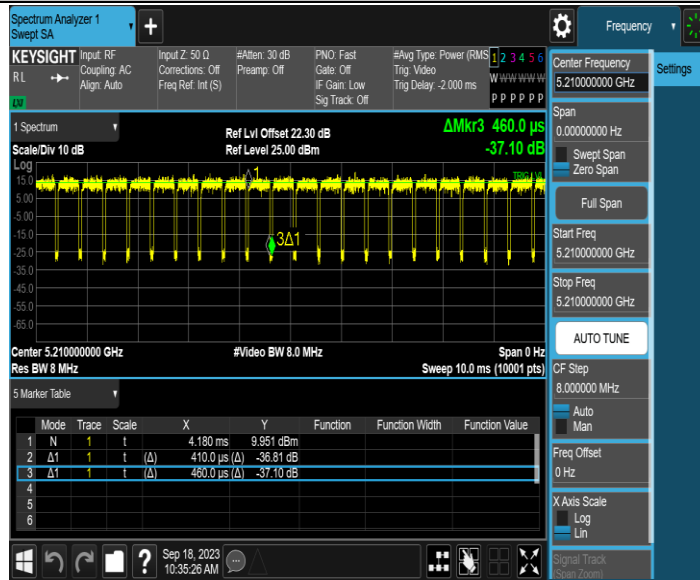 Spectrum Analyzer 1
Swept SA
+
Frequency
KEYSIGHT
RL
LXI
Input: RF
Coupling: AC
Align: Auto
Input Z: 50 Ω
Corrections: Off
Freq Ref: Int (S)
#Atten: 30 dB
Preamp: Off
PNO: Fast
Gate: Off
IF Gain: Low
Sig Track: Off
#Avg Type: Power (RMS
Trig: Video
Trig Delay: -2.000 ms
1 2 3 4 5 6
W W W W W W
P P P P P P
1 Spectrum
Scale/Div 10 dB
Ref Lvl Offset 22.30 dB
Ref Level 25.00 dBm
ΔMkr3 460.0 µs
-37.10 dB
Log
15.0
5.00
-5.00
-15.0
-25.0
-35.0
-45.0
-55.0
-65.0
1
TRIG LVL
3Δ1
Center 5.210000000 GHz
Res BW 8 MHz
#Video BW 8.0 MHz
Span 0 Hz
Sweep 10.0 ms (10001 pts)
5 Marker Table
Mode Trace Scale X Y Function Function Width Function Value
1 N 1 t 4.180 ms 9.951 dBm
2 Δ1 1 t (Δ) 410.0 µs (Δ) -36.81 dB
3 Δ1 1 t (Δ) 460.0 µs (Δ) -37.10 dB
4
5
6
?
Sep 18, 2023
10:35:26 AM
Center Frequency
5.210000000 GHz
Settings
Span
0.00000000 Hz
Swept Span
Zero Span
Full Span
Start Freq
5.210000000 GHz
Stop Freq
5.210000000 GHz
AUTO TUNE
CF Step
8.000000 MHz
Auto
Man
Freq Offset
0 Hz
X Axis Scale
Log
Lin
Signal Track
(Span Zoom)